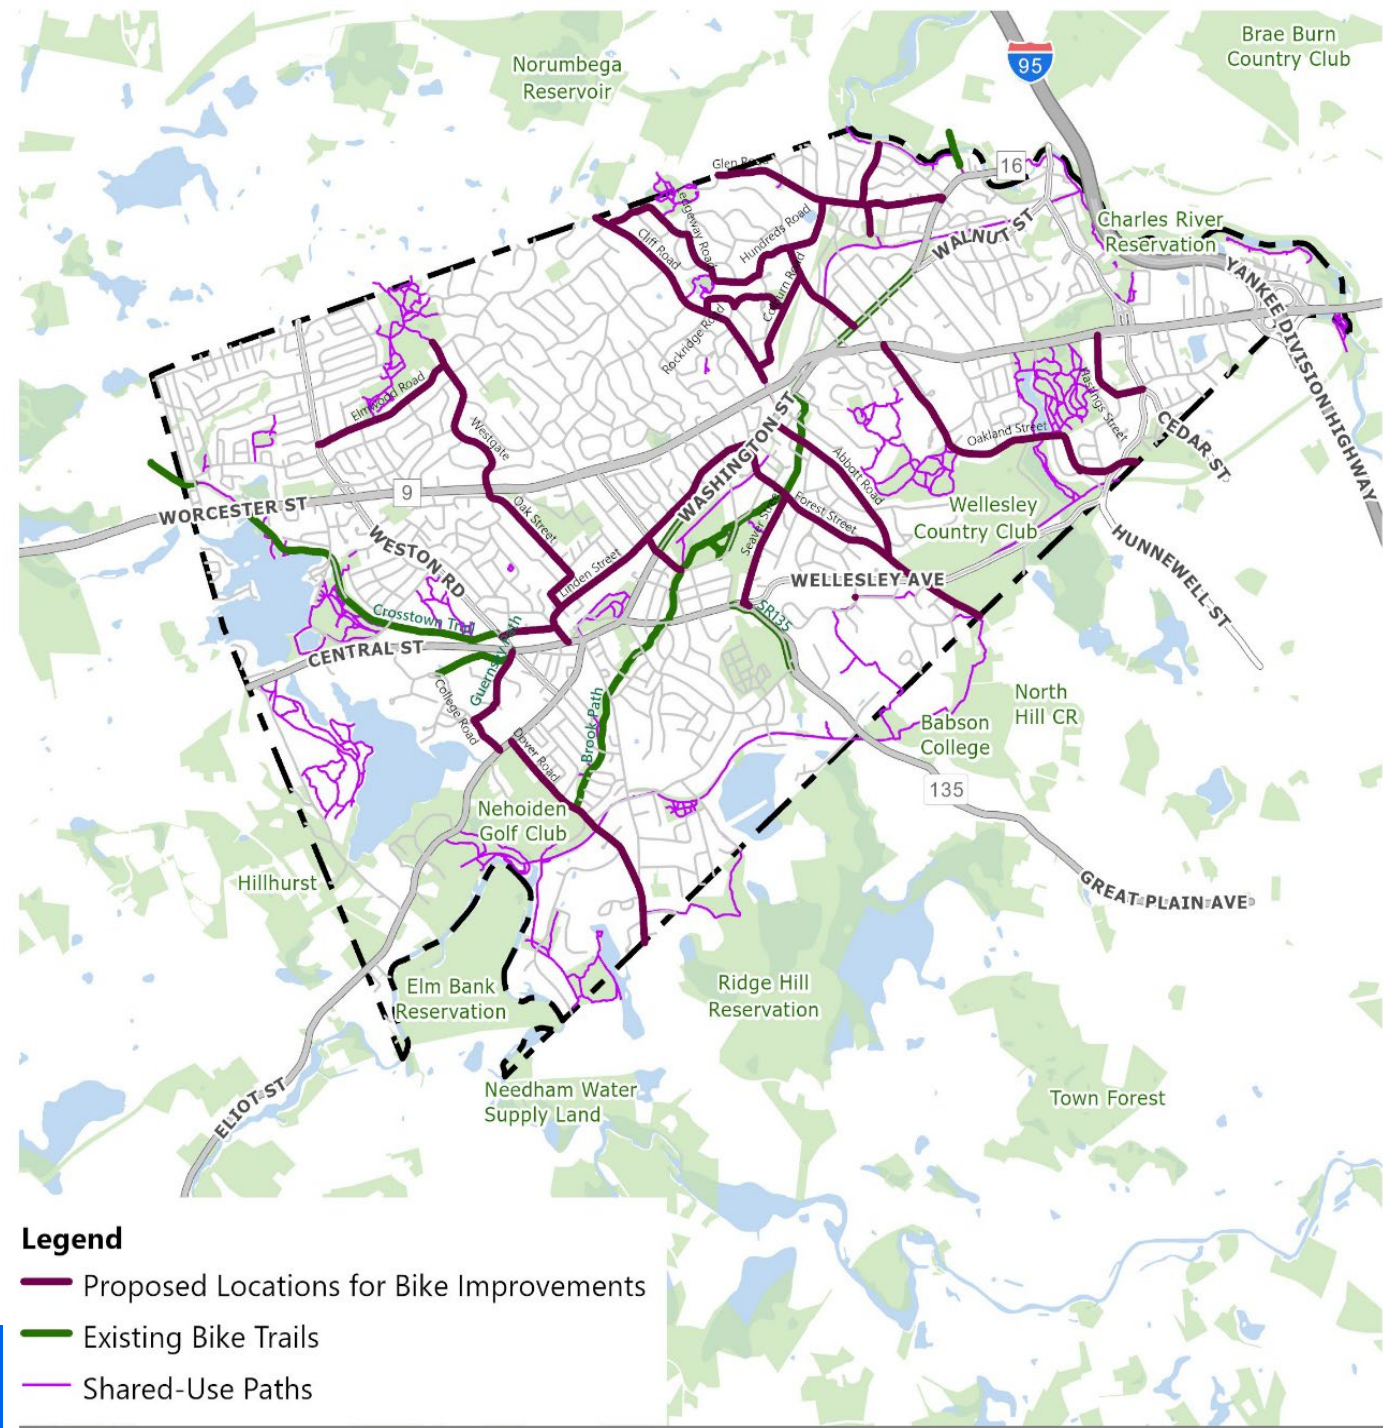 Brae Burn
Country Club
Norumbega
Reservoir
95
Glen Road
16
Charles River
Reservation
WALNUT ST
YANKEE DIVISION HIGHWAY
Hundreds Road
Cliff Road
Rockridge Road
Elmwood Road
Westgate
WASHINGTON ST
Hastings Street
Oakland Street
CEDAR ST
Abbott Road
9
WORCESTER ST
Oak Street
Forest Street
Wellesley
Country Club
WESTON RD
HUNNEWELL ST
Linden Street
WELLESLEY AVE
SR135
Crosstown Trail
CENTRAL ST
Guernsey Path
College Road
Brook Path
Dover Road
North
Hill CR
Babson
College
135
Nehoiden
Golf Club
Hillhurst
GREAT PLAIN AVE
Elm Bank
Reservation
Ridge Hill
Reservation
Needham Water
Supply Land
Town Forest
ELIOT ST
Legend
Proposed Locations for Bike Improvements
Existing Bike Trails
Shared-Use Paths